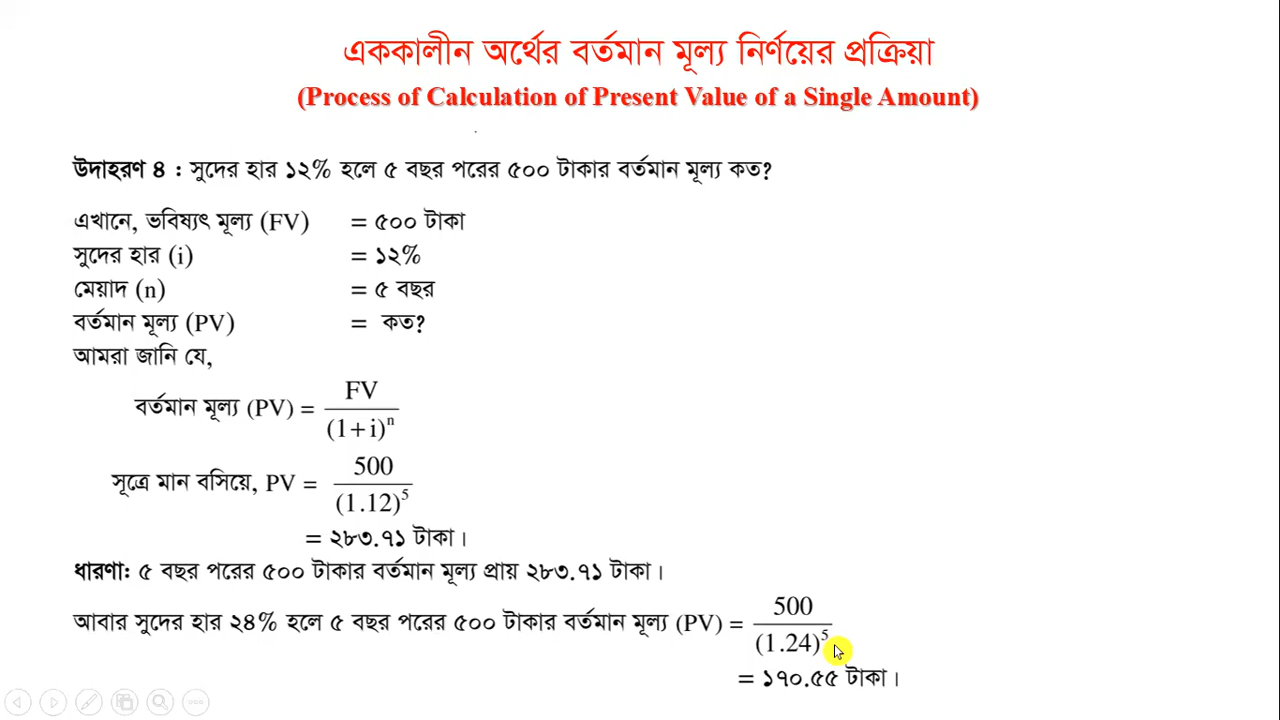 এককালীন অর্থের বর্তমান মূল্য নির্ণয়ের প্রক্রিয়া
(Process of Calculation of Present Value of a Single Amount)
উদাহরণ ৪ : সুদের হার ১২% হলে ৫ বছর পরের ৫০০ টাকার বর্তমান মূল্য কত?
এখানে, ভবিষ্যৎ মূল্য (FV) = ৫০০ টাকা
সুদের হার (i) = ১২%
মেয়াদ (n) = ৫ বছর
বর্তমান মূল্য (PV) = কত?
আমরা জানি যে,
বর্তমান মূল্য (PV) = FV / (1+i)^n
সূত্রে মান বসিয়ে, PV = 500 / (1.12)^5
= ২৮৩.৭১ টাকা।
ধারণাঃ ৫ বছর পরের ৫০০ টাকার বর্তমান মূল্য প্রায় ২৮৩.৭১ টাকা।
আবার সুদের হার ২৪% হলে ৫ বছর পরের ৫০০ টাকার বর্তমান মূল্য (PV) = 500 / (1.24)^5
= ১৭০.৫৫ টাকা।